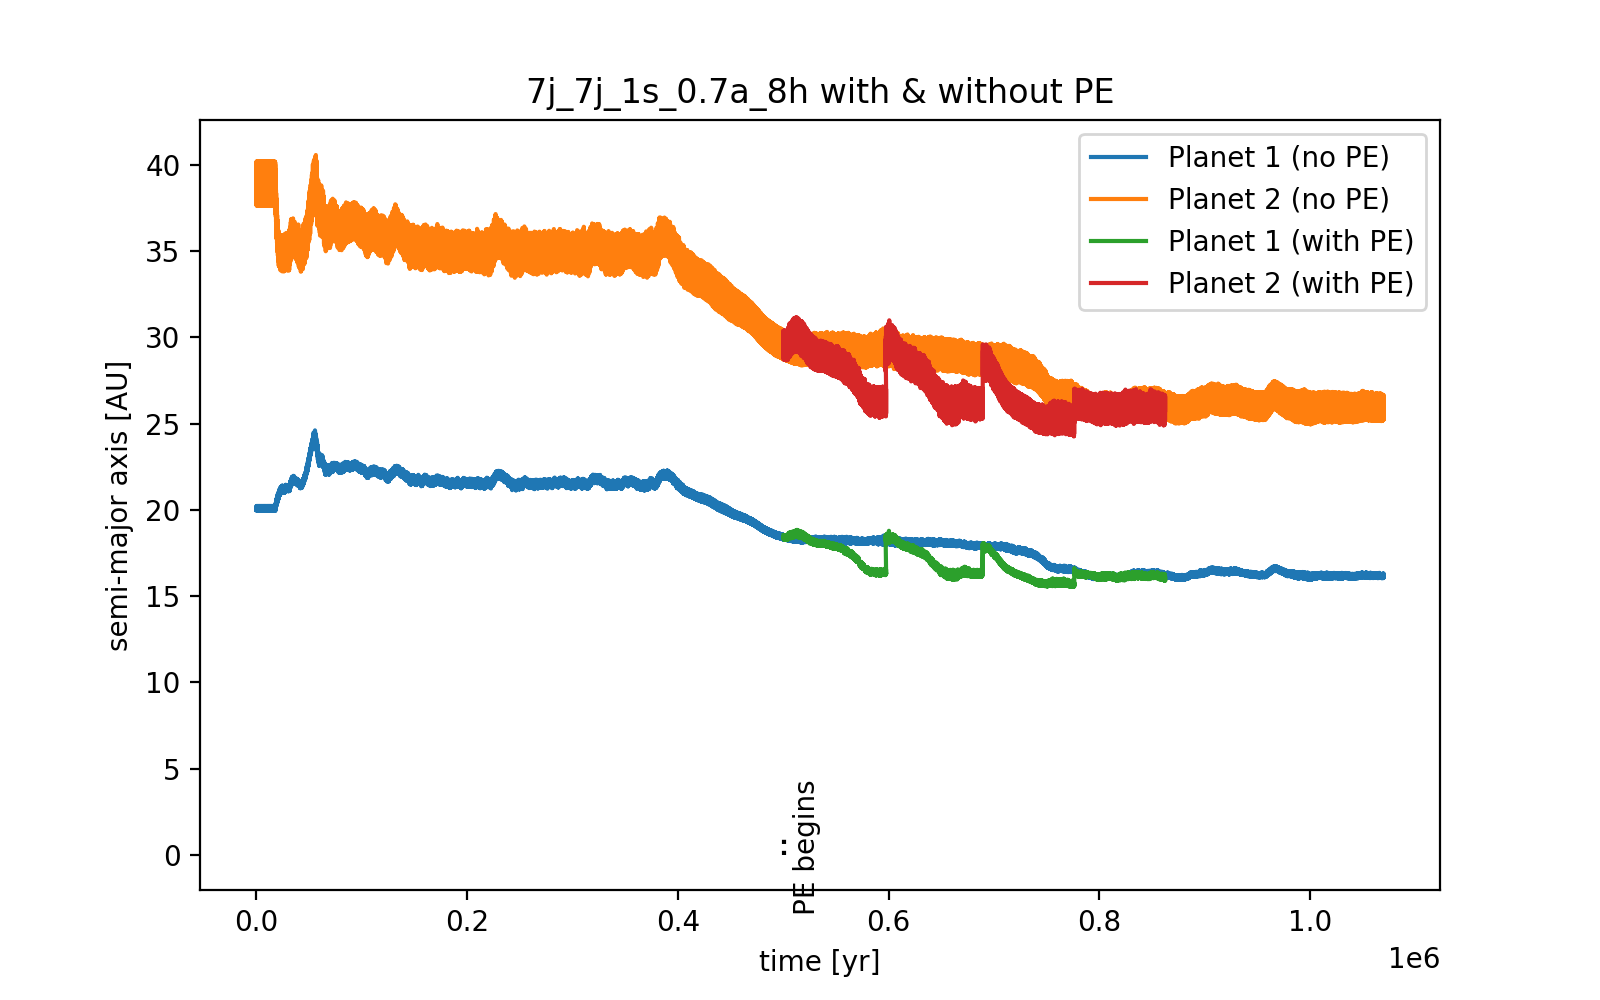 7j_7j_1s_0.7a_8h with & without PE
Planet 1 (no PE)
Planet 2 (no PE)
Planet 1 (with PE)
Planet 2 (with PE)
semi-major axis [AU]
40
35
30
25
20
15
10
5
0
PE begins
0.0 0.2 0.4 0.6 0.8 1.0
time [yr]
1e6